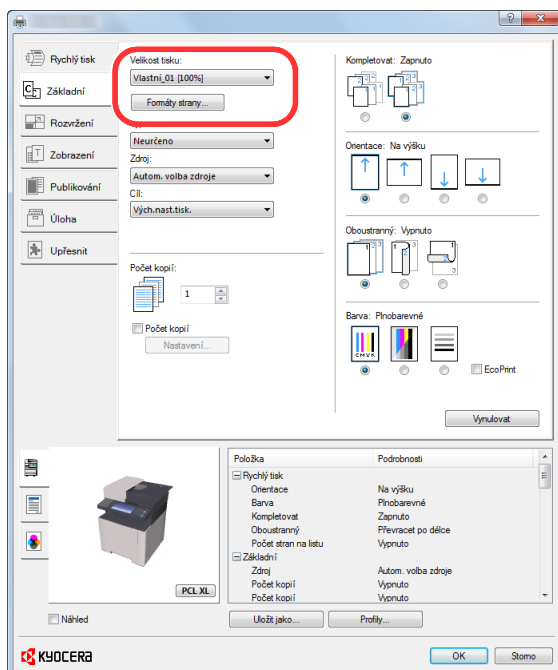 Rychlý tisk
Základní
Rozvržení
Zobrazení
Publikování
Úloha
Upřesnit
Velikost tisku:
Vlastní_01 [100%]
Formáty strany...
Neurčeno
Zdroj:
Autom. volba zdroje
Cíl:
Vých.nast.tisk.
Počet kopií:
1
Počet kopií
Nastavení...
Kompletovat: Zapnuto
Orientace: Na výšku
Oboustranný: Vypnuto
Barva: Plnobarevné
CMYK
EcoPrint
Vynulovat
PCL XL
Náhled
Položka Podrobnosti
Rychlý tisk
Orientace Na výšku
Barva Plnobarevné
Kompletovat Zapnuto
Oboustranný Převracet po délce
Počet stran na listu Vypnuto
Základní
Zdroj Autom. volba zdroje
Počet kopií Vypnuto
Počet kopií Vypnuto
Uložit jako... Profily...
KYOCERA
OK Storno